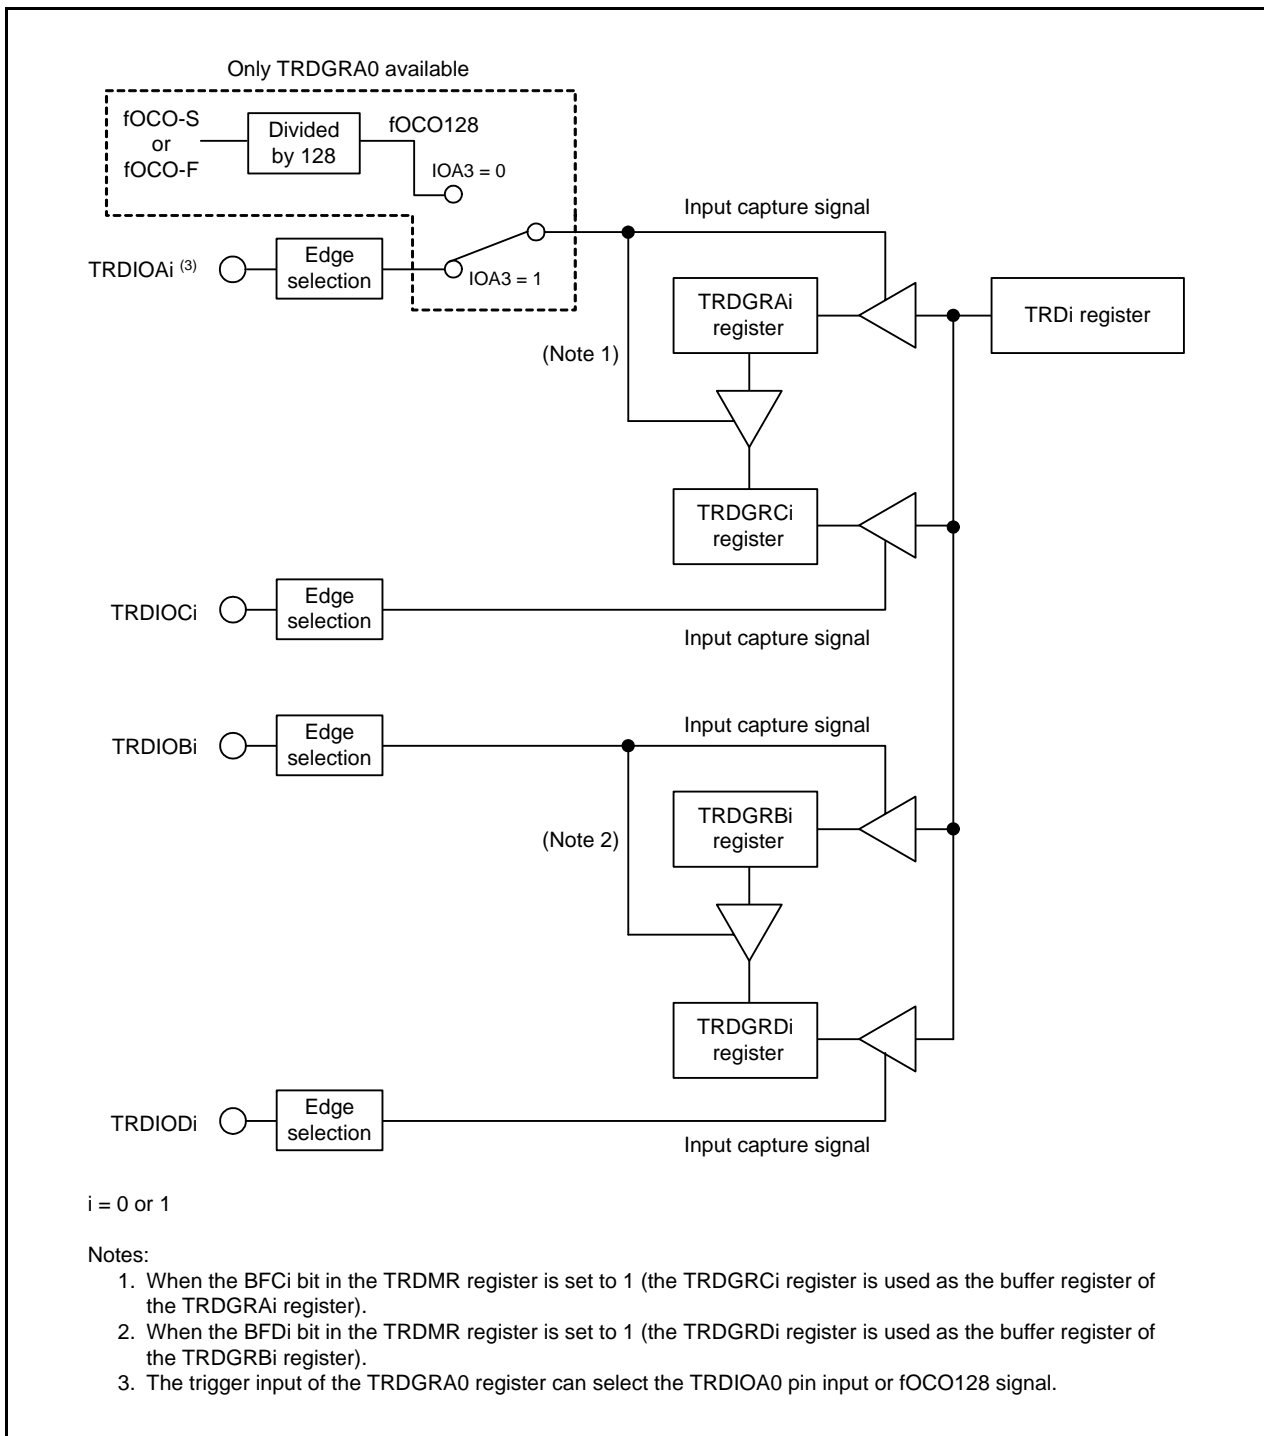 Only TRDGRA0 available
fOCO-S
or
fOCO-F
Divided
by 128
fOCO128
IOA3 = 0
Input capture signal
TRDIOAi (3)
Edge
selection
IOA3 = 1
TRDGRAi
register
TRDi register
(Note 1)
TRDGRCi
register
TRDIOCi
Edge
selection
Input capture signal
TRDIOBi
Edge
selection
Input capture signal
TRDGRBi
register
(Note 2)
TRDGRDi
register
TRDIODi
Edge
selection
Input capture signal
i = 0 or 1
Notes:
1. When the BFCi bit in the TRDMR register is set to 1 (the TRDGRCi register is used as the buffer register of
the TRDGRAi register).
2. When the BFDi bit in the TRDMR register is set to 1 (the TRDGRDi register is used as the buffer register of
the TRDGRBi register).
3. The trigger input of the TRDGRA0 register can select the TRDIOA0 pin input or fOCO128 signal.